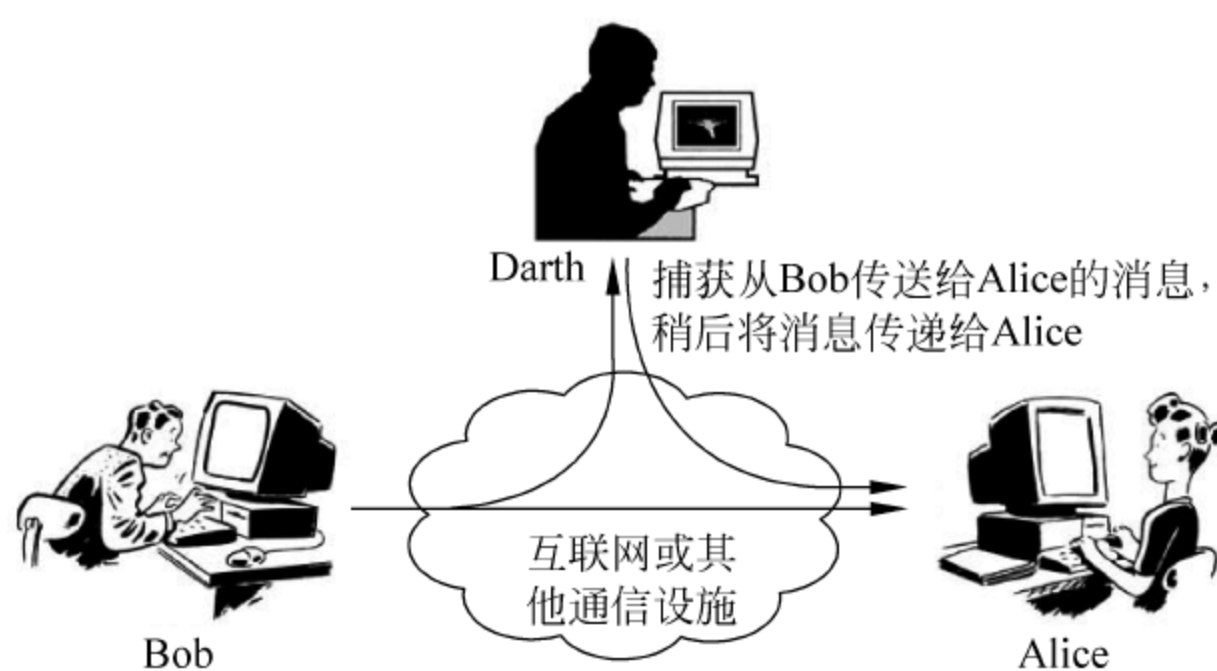 Darth
捕获从Bob传送给Alice的消息，
稍后将消息传递给Alice
互联网或其
他通信设施
Bob
Alice